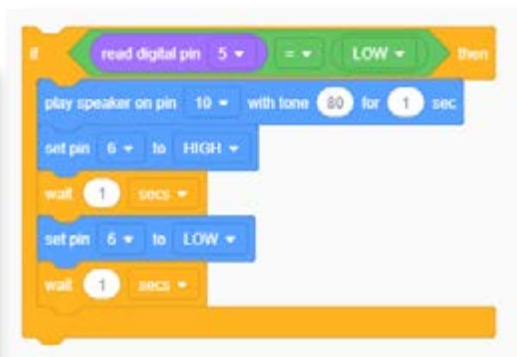 if read digital pin 5 = LOW then
play speaker on pin 10 with tone 80 for 1 sec
set pin 6 to HIGH
wait 1 secs
set pin 6 to LOW
wait 1 secs